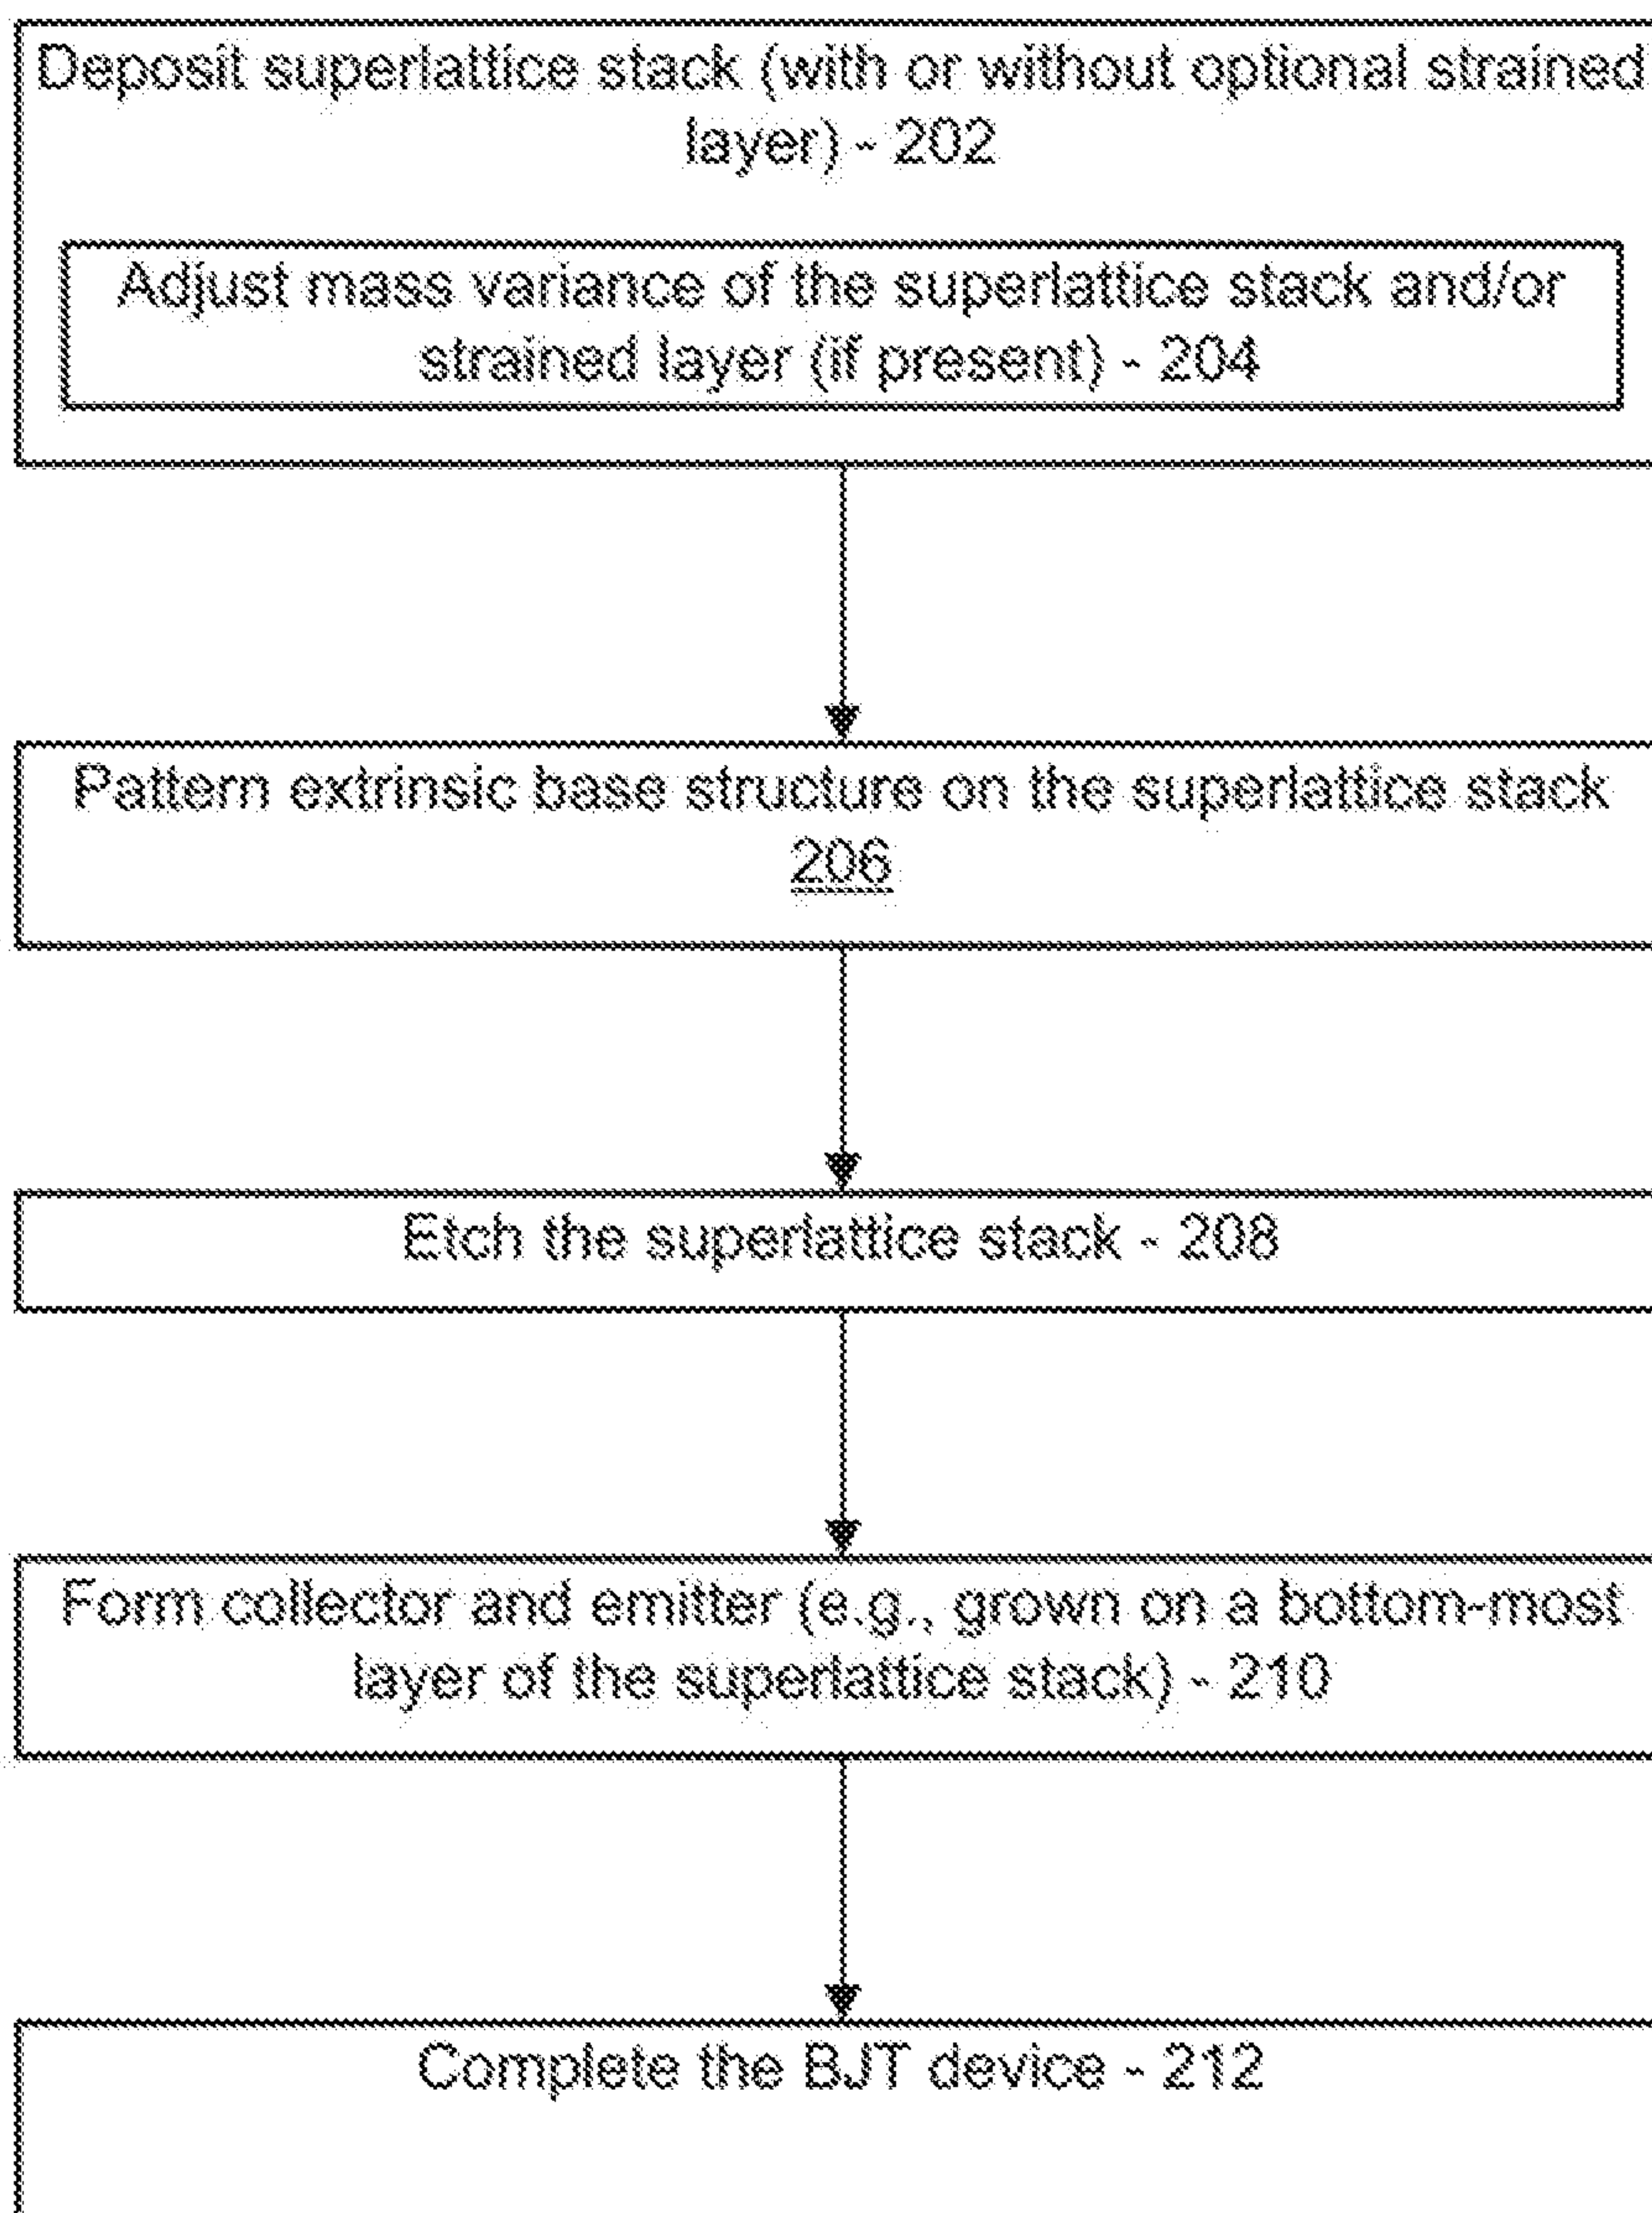 Deposit superlattice stack (with or without optional strained
layer) - 202
Adjust mass variance of the superlattice stack and/or
strained layer (if present) - 204
Pattern extrinsic base structure on the superlattice stack
206
Etch the superlattice stack - 208
Form collector and emitter (e.g., grown on a bottom-most
layer of the superlattice stack) - 210
Complete the BJT device - 212